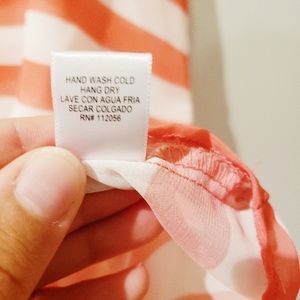 HAND WASH COLD
HANG DRY
LAVE CON AGUA FRIA
SECAR COLGADO
RN# 112056